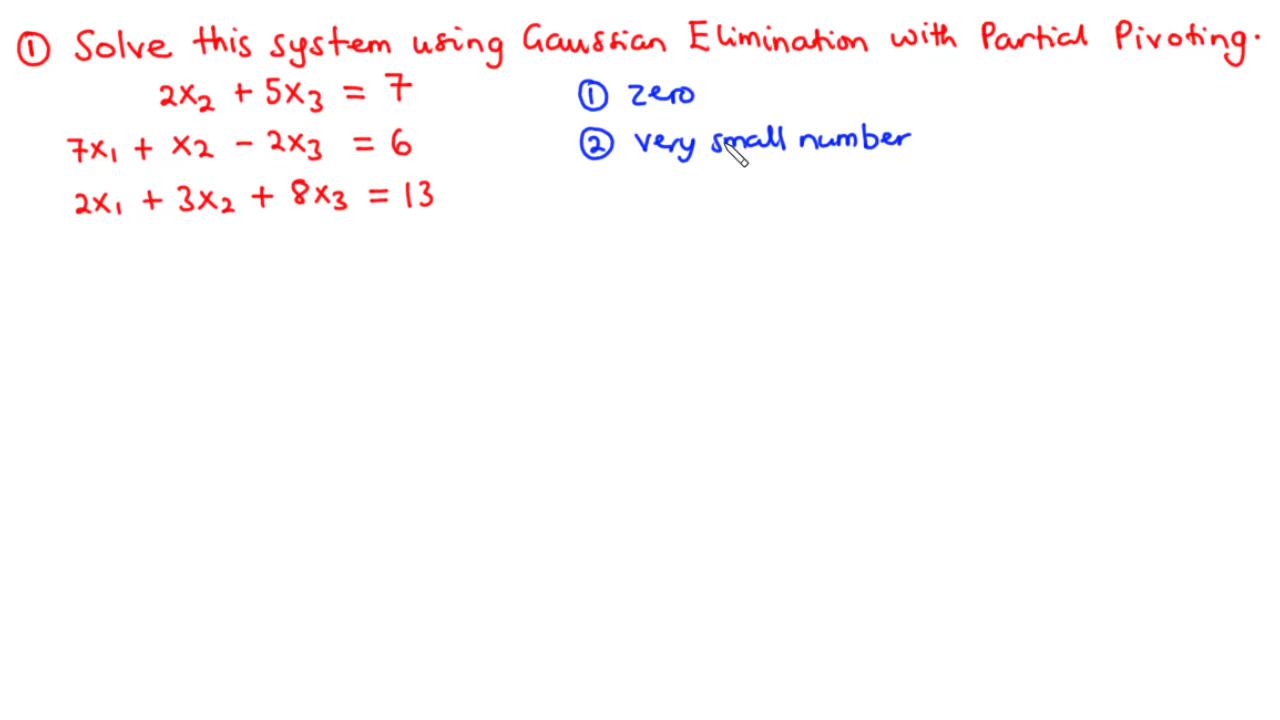 ① Solve this system using Gaussian Elimination with Partial Pivoting.
2x₂ + 5x₃ = 7
① zero
7x₁ + x₂ - 2x₃ = 6
② very small number
2x₁ + 3x₂ + 8x₃ = 13